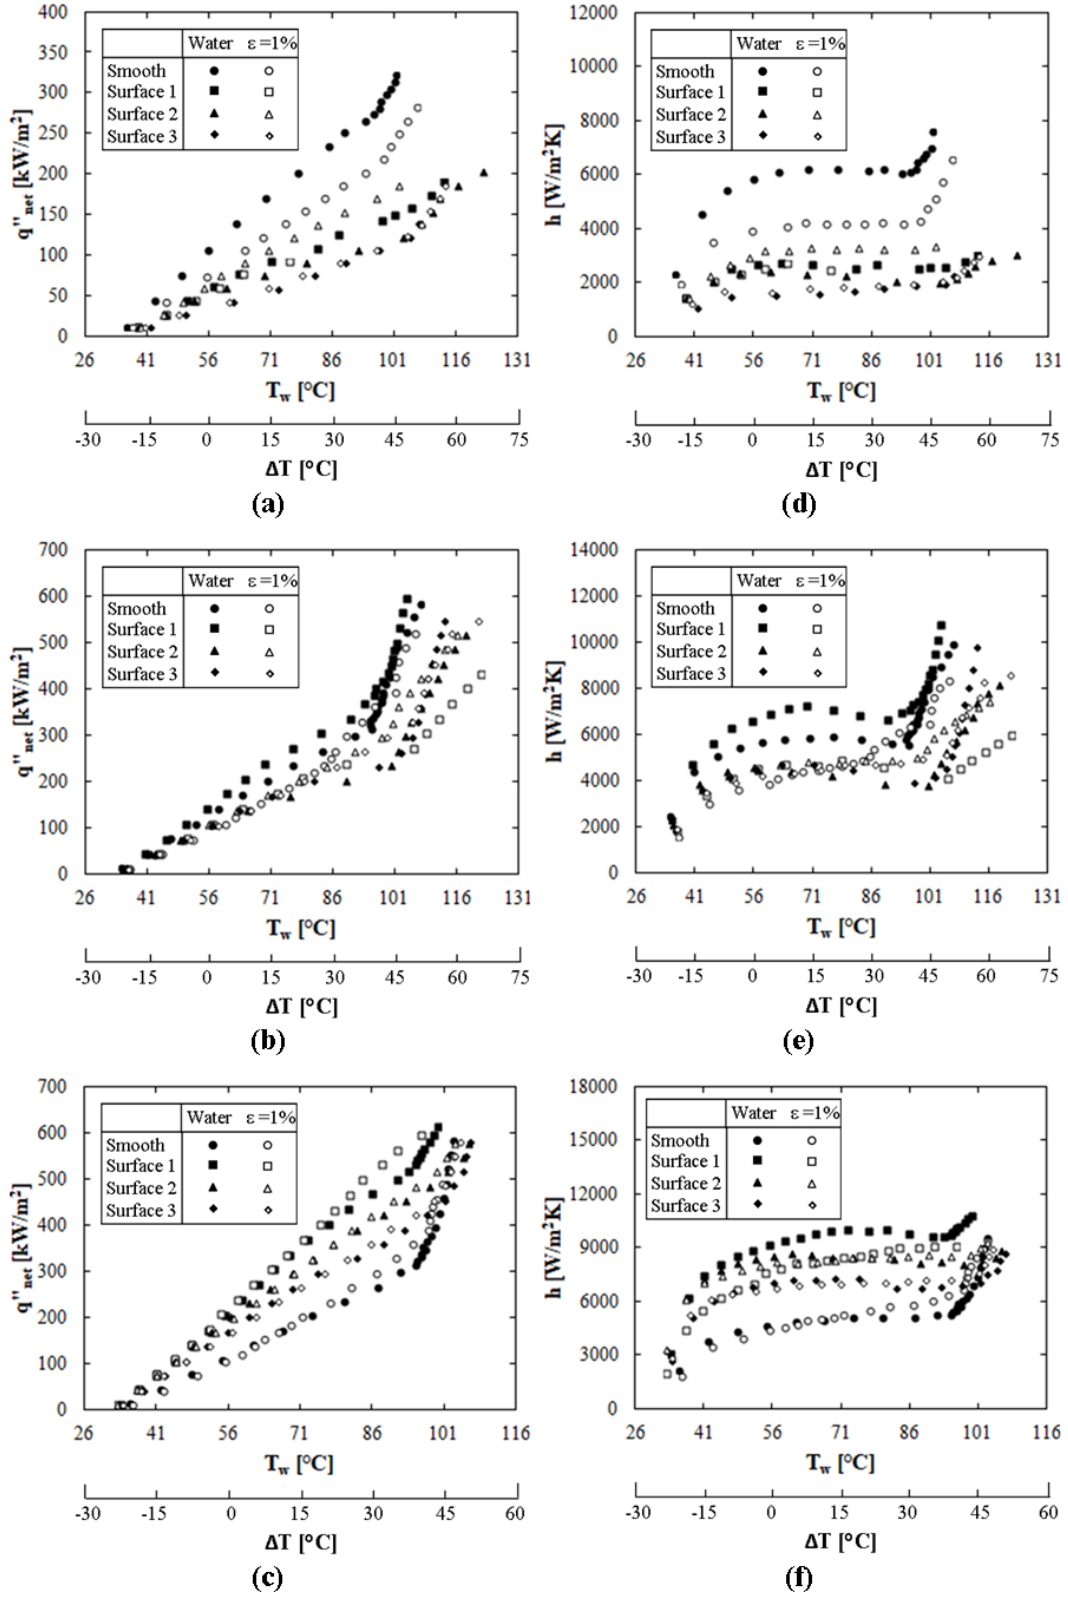 q''net [kW/m²]
400
350
300
250
200
150
100
50
0
Water ε=1%
Smooth
Surface 1
Surface 2
Surface 3
26 41 56 71 86 101 116 131
Tw [°C]
-30 -15 0 15 30 45 60 75
ΔT [°C]
(a)
h [W/m²K]
12000
10000
8000
6000
4000
2000
0
Water ε=1%
Smooth
Surface 1
Surface 2
Surface 3
26 41 56 71 86 101 116 131
Tw [°C]
-30 -15 0 15 30 45 60 75
ΔT [°C]
(d)
q''net [kW/m²]
700
600
500
400
300
200
100
0
Water ε=1%
Smooth
Surface 1
Surface 2
Surface 3
26 41 56 71 86 101 116 131
Tw [°C]
-30 -15 0 15 30 45 60 75
ΔT [°C]
(b)
h [W/m²K]
14000
12000
10000
8000
6000
4000
2000
0
Water ε=1%
Smooth
Surface 1
Surface 2
Surface 3
26 41 56 71 86 101 116 131
Tw [°C]
-30 -15 0 15 30 45 60 75
ΔT [°C]
(e)
q''net [kW/m²]
700
600
500
400
300
200
100
0
Water ε=1%
Smooth
Surface 1
Surface 2
Surface 3
26 41 56 71 86 101 116
Tw [°C]
-30 -15 0 15 30 45 60
ΔT [°C]
(c)
h [W/m²K]
18000
15000
12000
9000
6000
3000
0
Water ε=1%
Smooth
Surface 1
Surface 2
Surface 3
26 41 56 71 86 101 116
Tw [°C]
-30 -15 0 15 30 45 60
ΔT [°C]
(f)